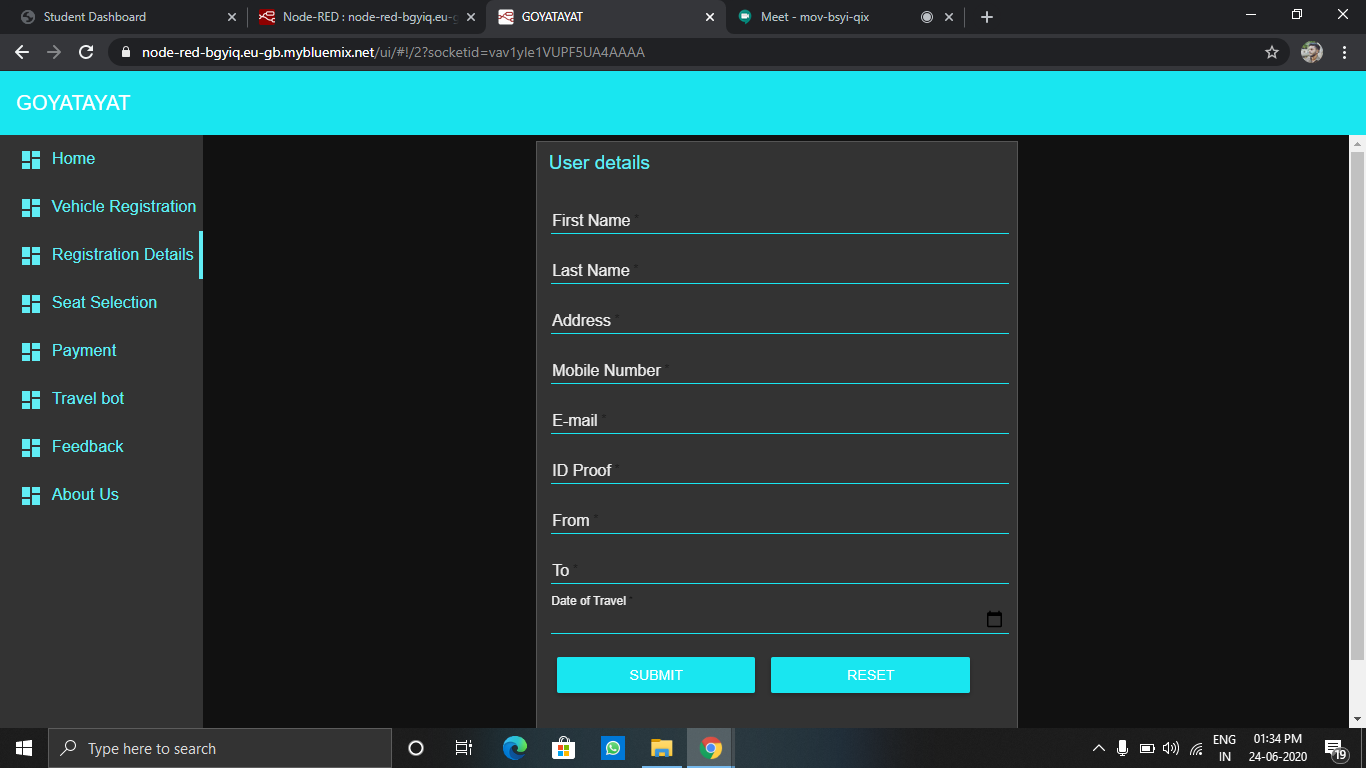 Student Dashboard
Node-RED : node-red-bgyiq.eu-g
GOYATAYAT
Meet - mov-bsyi-qix
node-red-bgyiq.eu-gb.mybluemix.net/ui/#!/2?socketid=vav1yle1VUPF5UA4AAAA
GOYATAYAT
Home
Vehicle Registration
Registration Details
Seat Selection
Payment
Travel bot
Feedback
About Us
User details
First Name *
Last Name *
Address *
Mobile Number *
E-mail *
ID Proof *
From *
To *
Date of Travel *
SUBMIT
RESET
Type here to search
ENG
IN
01:34 PM
24-06-2020
19